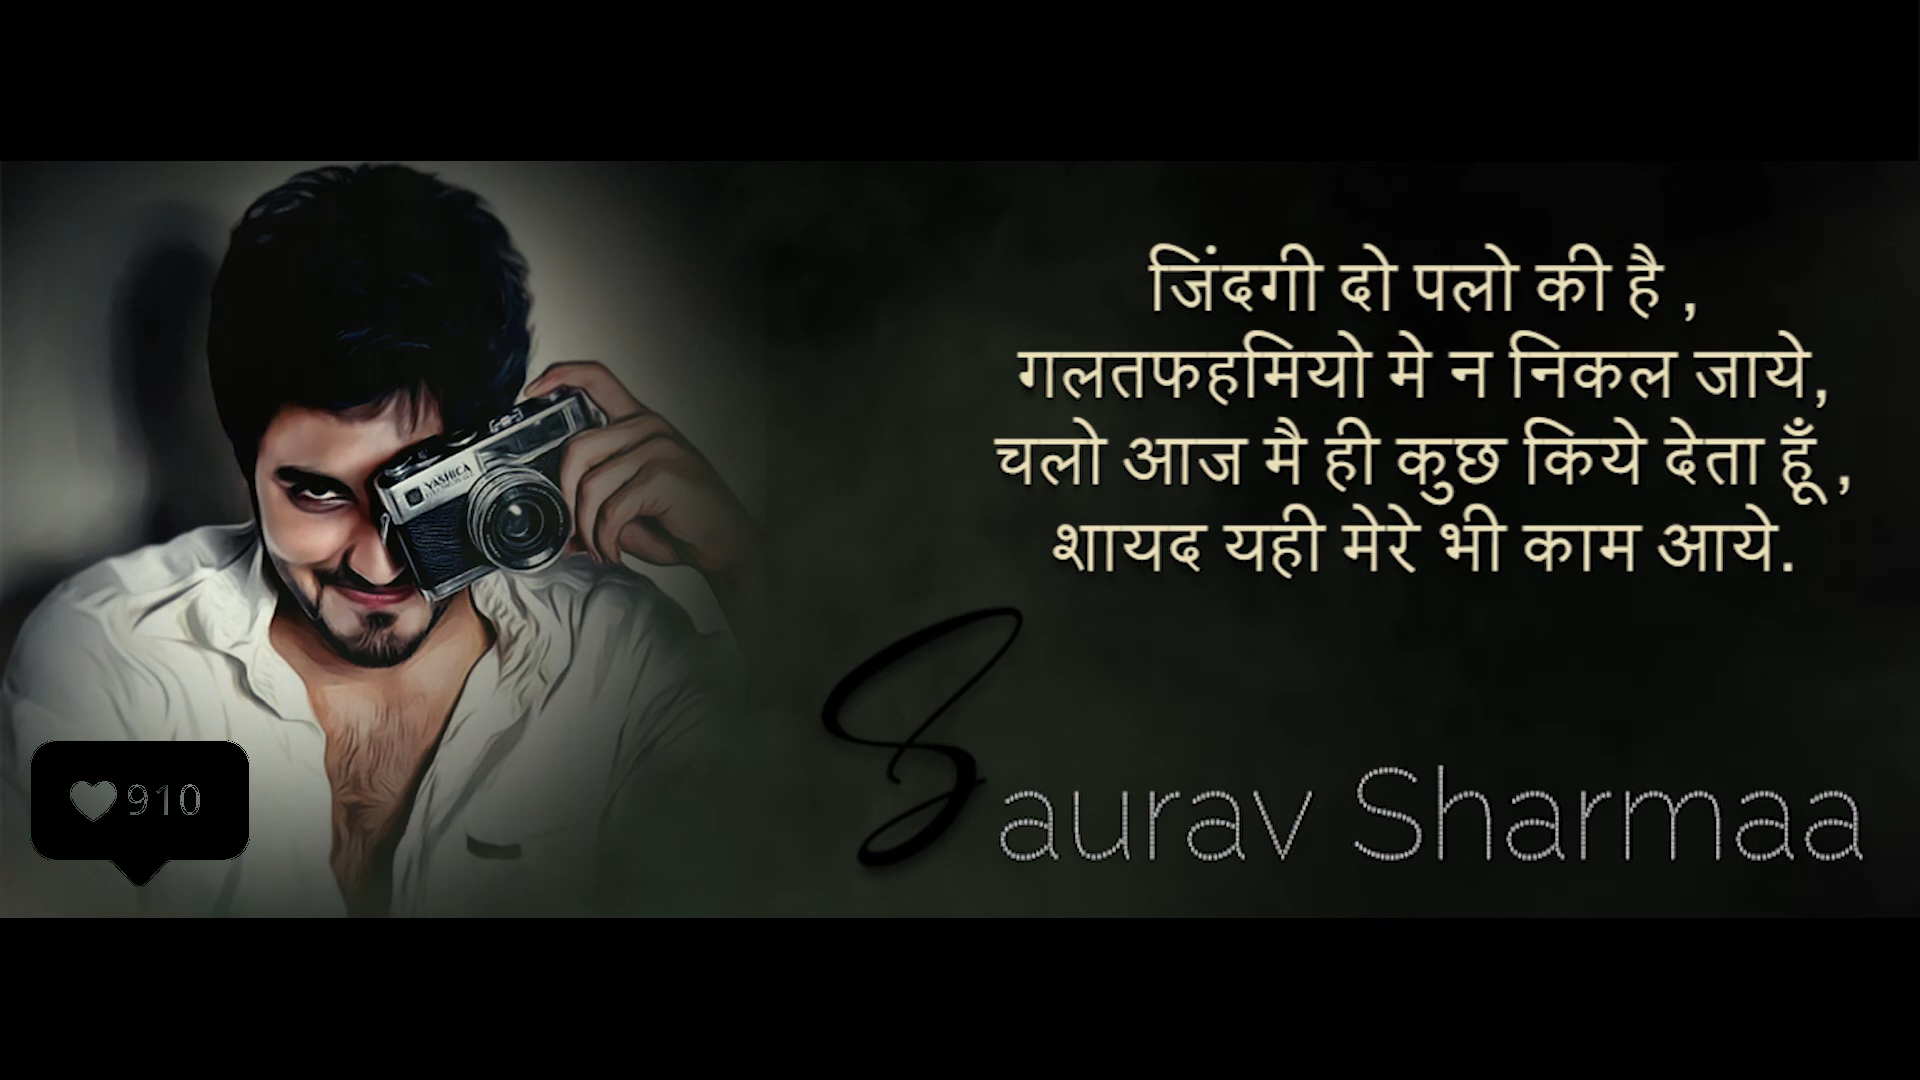 जिंदगी दो पलो की है ,
गलतफहमियो मे न निकल जाये,
चलो आज मै ही कुछ किये देता हूँ ,
शायद यही मेरे भी काम आये.
Saurav Sharmaa
YASHICA
910